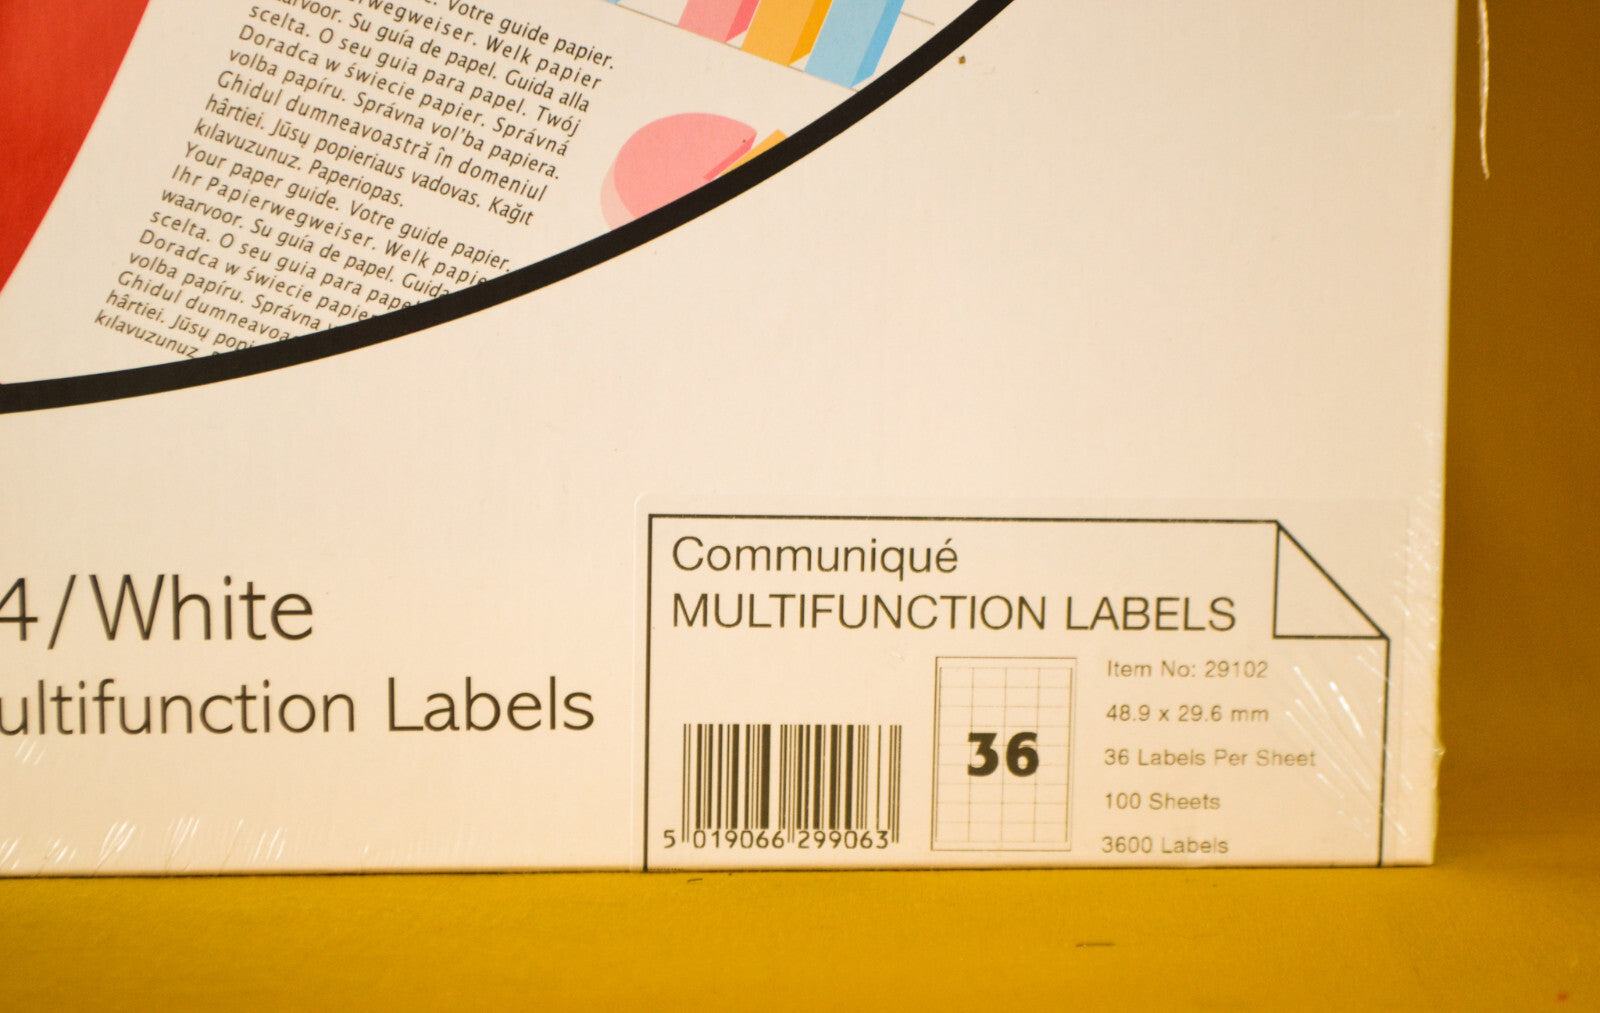 Votre guide papier.
wegweiser. Welk papier
waarvoor. Su guía de papel. Guida alla
scelta. O seu guia para papel. Twój
Doradca w świecie papier. Správná
volba papíru. Správna vol'ba papiera.
Ghidul dumneavoastră în domeniul
hârtiei. Jūsų popieriaus vadovas. Kağıt
kılavuzunuz. Paperiopas.
Your paper guide. Votre guide papier.
Ihr Papierwegweiser. Welk papie
waarvoor. Su guía de papel. Guida
scelta. O seu guia para pape
Doradca w świecie papie
volba papíru. Správna
Ghidul dumneavoa
hârtiei. Jūsų popi
kılavuzunuz
4/White
ultifunction Labels
Communiqué
MULTIFUNCTION LABELS
36
5 019066 299063
Item No: 29102
48.9 x 29.6 mm
36 Labels Per Sheet
100 Sheets
3600 Labels